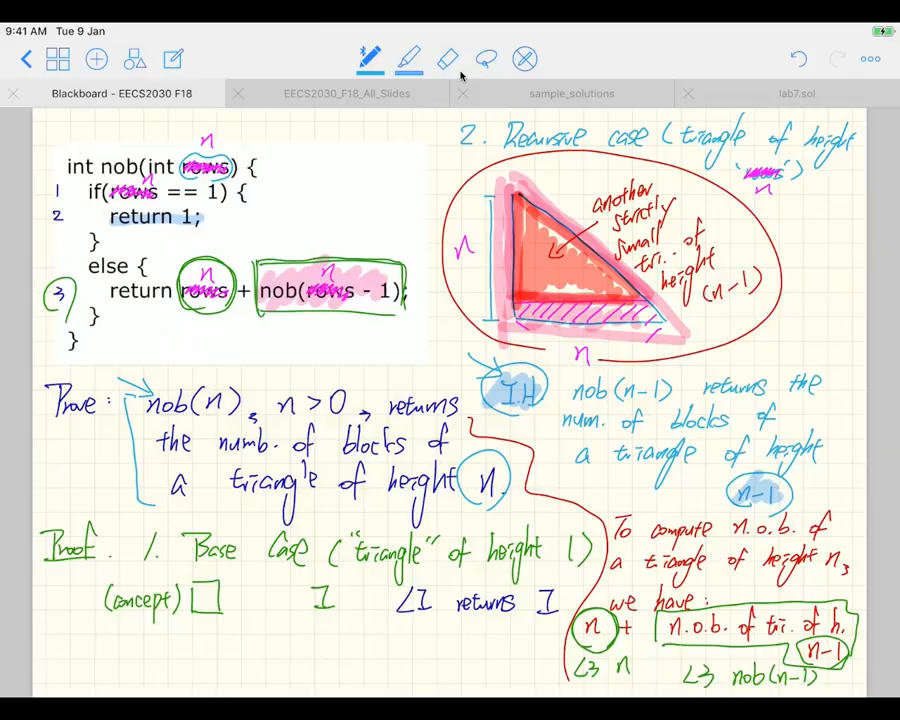 9:41 AM Tue 9 Jan
Blackboard - EECS2030 F18
EECS2030_F18_All_Slides
sample_solutions
lab7.sol
n
int nob(int rows) {
1 if(rows == 1) {
n
2 return 1;
}
else {
n n
3 return rows + nob(rows - 1);
}
}
2. Recursive case (triangle of height
"rows")
n
another
strictly
small
tri. of
height
(n-1)
n
n
Prove: nob(n), n > 0, returns
the numb. of blocks of
a triangle of height n.
I.H nob(n-1) returns the
num. of blocks of
a triangle of height
n-1
Proof. 1. Base Case ("triangle" of height 1)
(concept) 1 L1 returns 1
To compute n.o.b. of
a triangle of height n,
we have:
n + n.o.b. of tri. of h.
n-1
L3 n L3 nob(n-1)